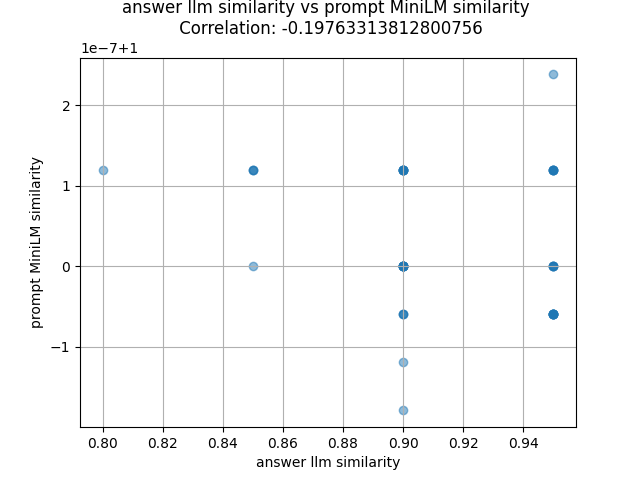 answer llm similarity vs prompt MiniLM similarity
Correlation: -0.19763313812800756
1e-7+1
2
1
0
−1
prompt MiniLM similarity
0.80 0.82 0.84 0.86 0.88 0.90 0.92 0.94
answer llm similarity